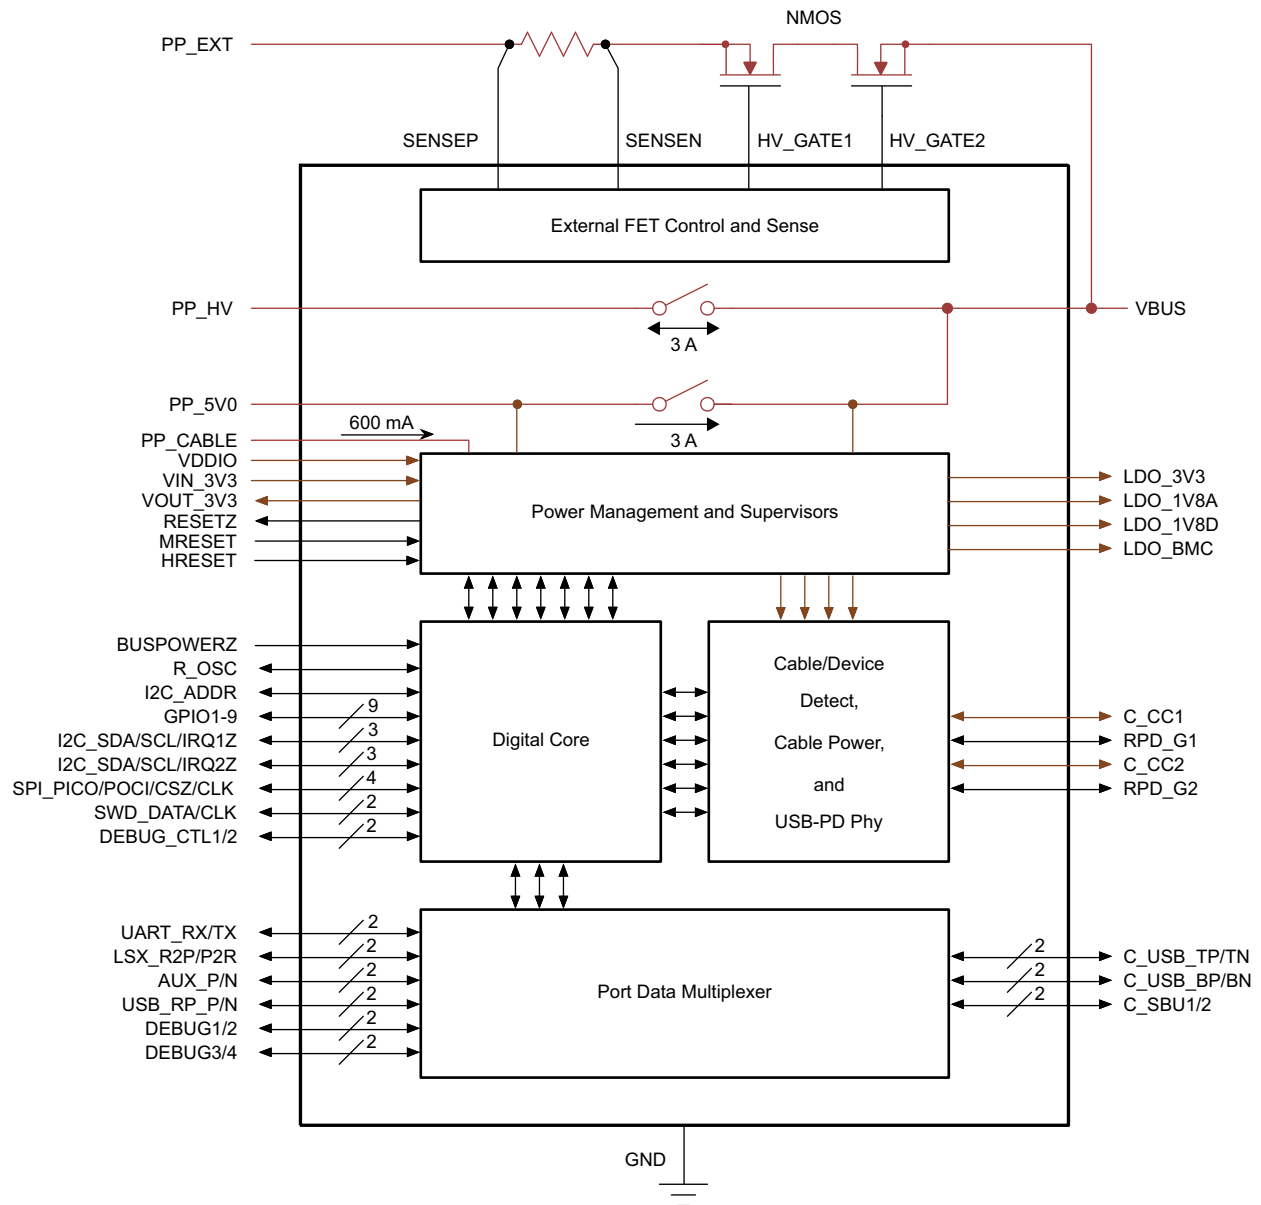 NMOS
PP_EXT
SENSEP
SENSEN
HV_GATE1
HV_GATE2
External FET Control and Sense
PP_HV
3 A
VBUS
PP_5V0
3 A
600 mA
PP_CABLE
VDDIO
VIN_3V3
VOUT_3V3
RESETZ
MRESET
HRESET
Power Management and Supervisors
LDO_3V3
LDO_1V8A
LDO_1V8D
LDO_BMC
BUSPOWERZ
R_OSC
I2C_ADDR
GPIO1-9
9
I2C_SDA/SCL/IRQ1Z
3
I2C_SDA/SCL/IRQ2Z
3
SPI_PICO/POCI/CSZ/CLK
4
SWD_DATA/CLK
2
DEBUG_CTL1/2
2
Digital Core
Cable/Device
Detect,
Cable Power,
and
USB-PD Phy
C_CC1
RPD_G1
C_CC2
RPD_G2
UART_RX/TX
2
LSX_R2P/P2R
2
AUX_P/N
2
USB_RP_P/N
2
DEBUG1/2
2
DEBUG3/4
2
Port Data Multiplexer
2
C_USB_TP/TN
2
C_USB_BP/BN
2
C_SBU1/2
GND